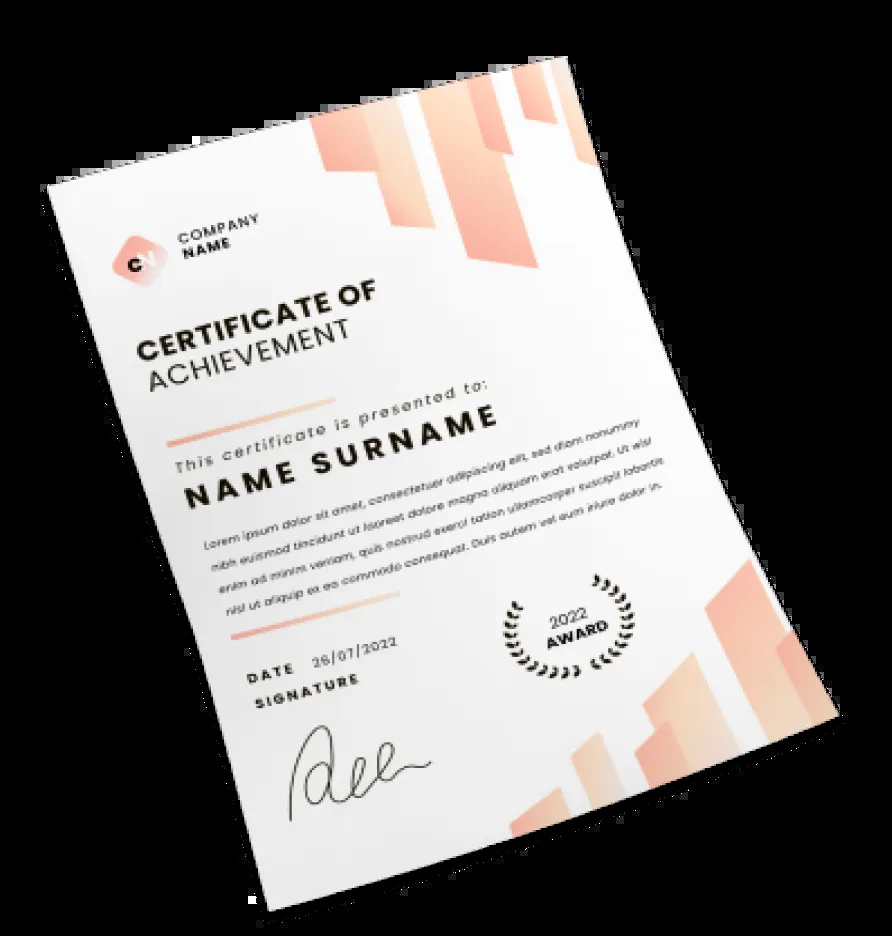 CN
COMPANY
NAME
CERTIFICATE OF
ACHIEVEMENT
This certificate is presented to:
NAME SURNAME
Lorem ipsum dolor sit amet, consectetuer adipiscing elit, sed diam nonummy
nibh euismod tincidunt ut laoreet dolore magna aliquam erat volutpat. Ut wisi
enim ad minim veniam, quis nostrud exerci tation ullamcorper suscipit lobortis
nisl ut aliquip ex ea commodo consequat. Duis autem vel eum iriure dolor in.
DATE 26/07/2022
SIGNATURE
2022
AWARD